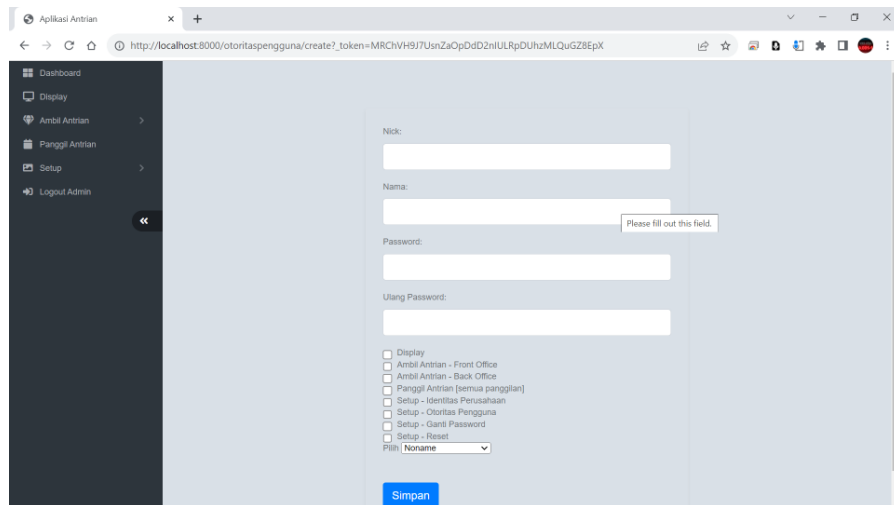 Aplikasi Antrian
http://localhost:8000/otoritaspengguna/create?_token=MRChVH9J7UsnZaOpDdD2nIULRpDUhzMLQuGZ8EpX
Dashboard
Display
Ambil Antrian
Panggil Antrian
Setup
Logout Admin
Nick:
Nama:
Please fill out this field.
Password:
Ulang Password:
Display
Ambil Antrian - Front Office
Ambil Antrian - Back Office
Panggil Antrian [semua panggilan]
Setup - Identitas Perusahaan
Setup - Otoritas Pengguna
Setup - Ganti Password
Setup - Reset
Pilih Noname
Simpan